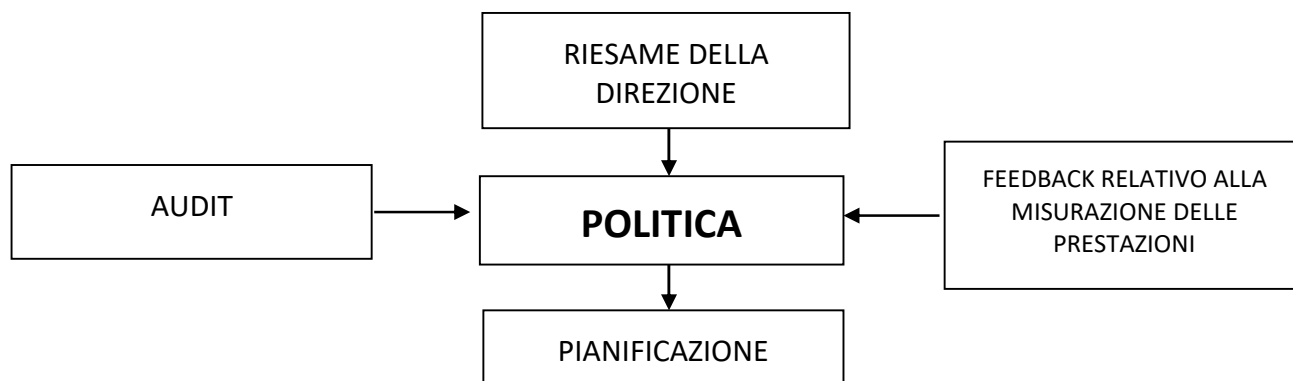 RIESAME DELLA
DIREZIONE
AUDIT
POLITICA
FEEDBACK RELATIVO ALLA
MISURAZIONE DELLE
PRESTAZIONI
PIANIFICAZIONE